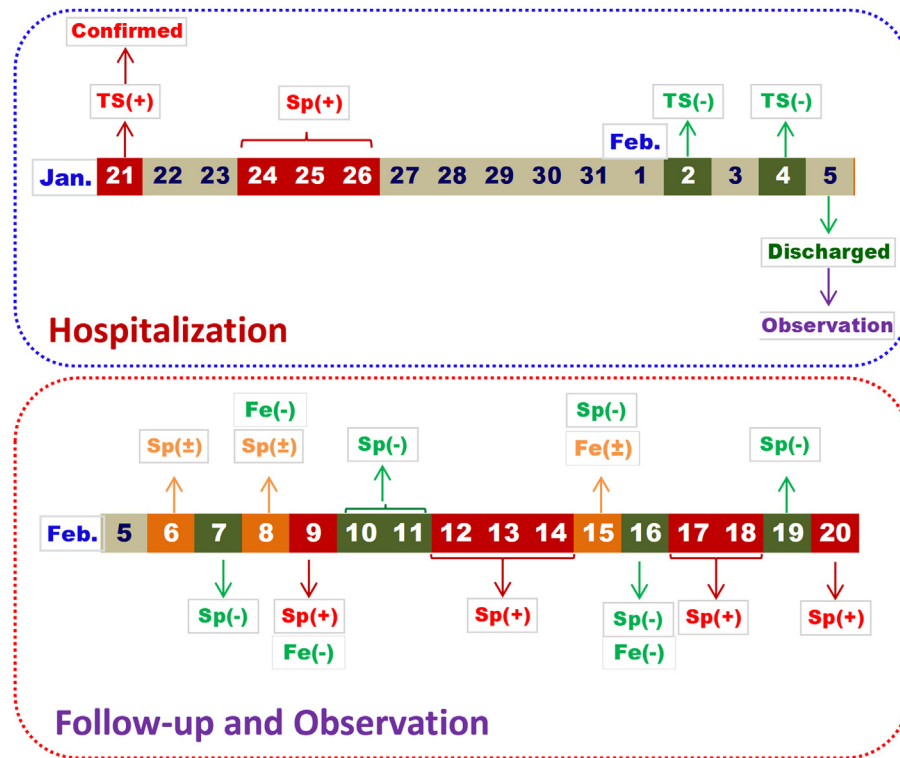 Confirmed
TS(+)
Sp(+)
TS(-)
TS(-)
Feb.
Jan. 21 22 23 24 25 26 27 28 29 30 31 1 2 3 4 5
Discharged
Hospitalization
Observation
Fe(-)
Sp(-)
Sp(±)
Sp(±)
Sp(-)
Fe(±)
Sp(-)
Feb. 5 6 7 8 9 10 11 12 13 14 15 16 17 18 19 20
Sp(-)
Sp(+)
Sp(+)
Sp(-)
Sp(+)
Sp(+)
Fe(-)
Fe(-)
Follow-up and Observation